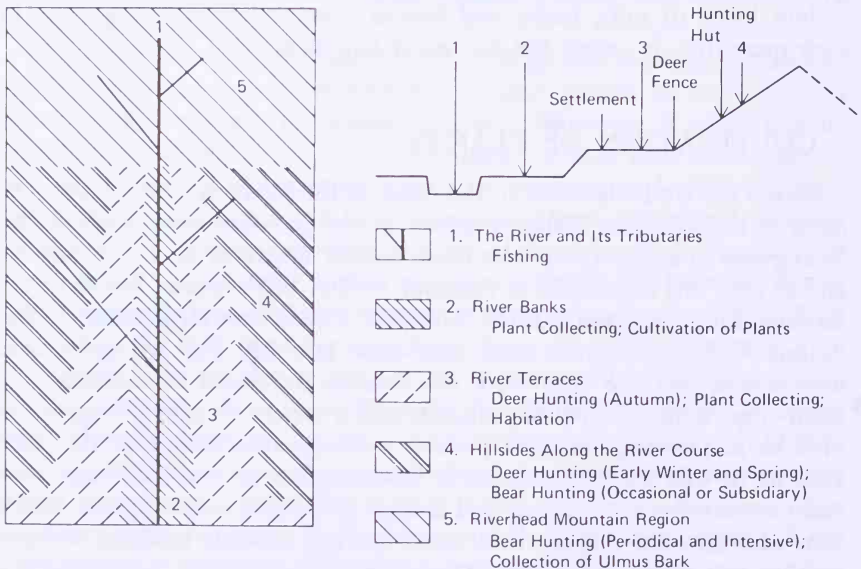 1
5
4
3
2
Hunting
Hut
1 2 3 4
Deer
Fence
Settlement
1. The River and Its Tributaries
Fishing
2. River Banks
Plant Collecting; Cultivation of Plants
3. River Terraces
Deer Hunting (Autumn); Plant Collecting;
Habitation
4. Hillsides Along the River Course
Deer Hunting (Early Winter and Spring);
Bear Hunting (Occasional or Subsidiary)
5. Riverhead Mountain Region
Bear Hunting (Periodical and Intensive);
Collection of Ulmus Bark